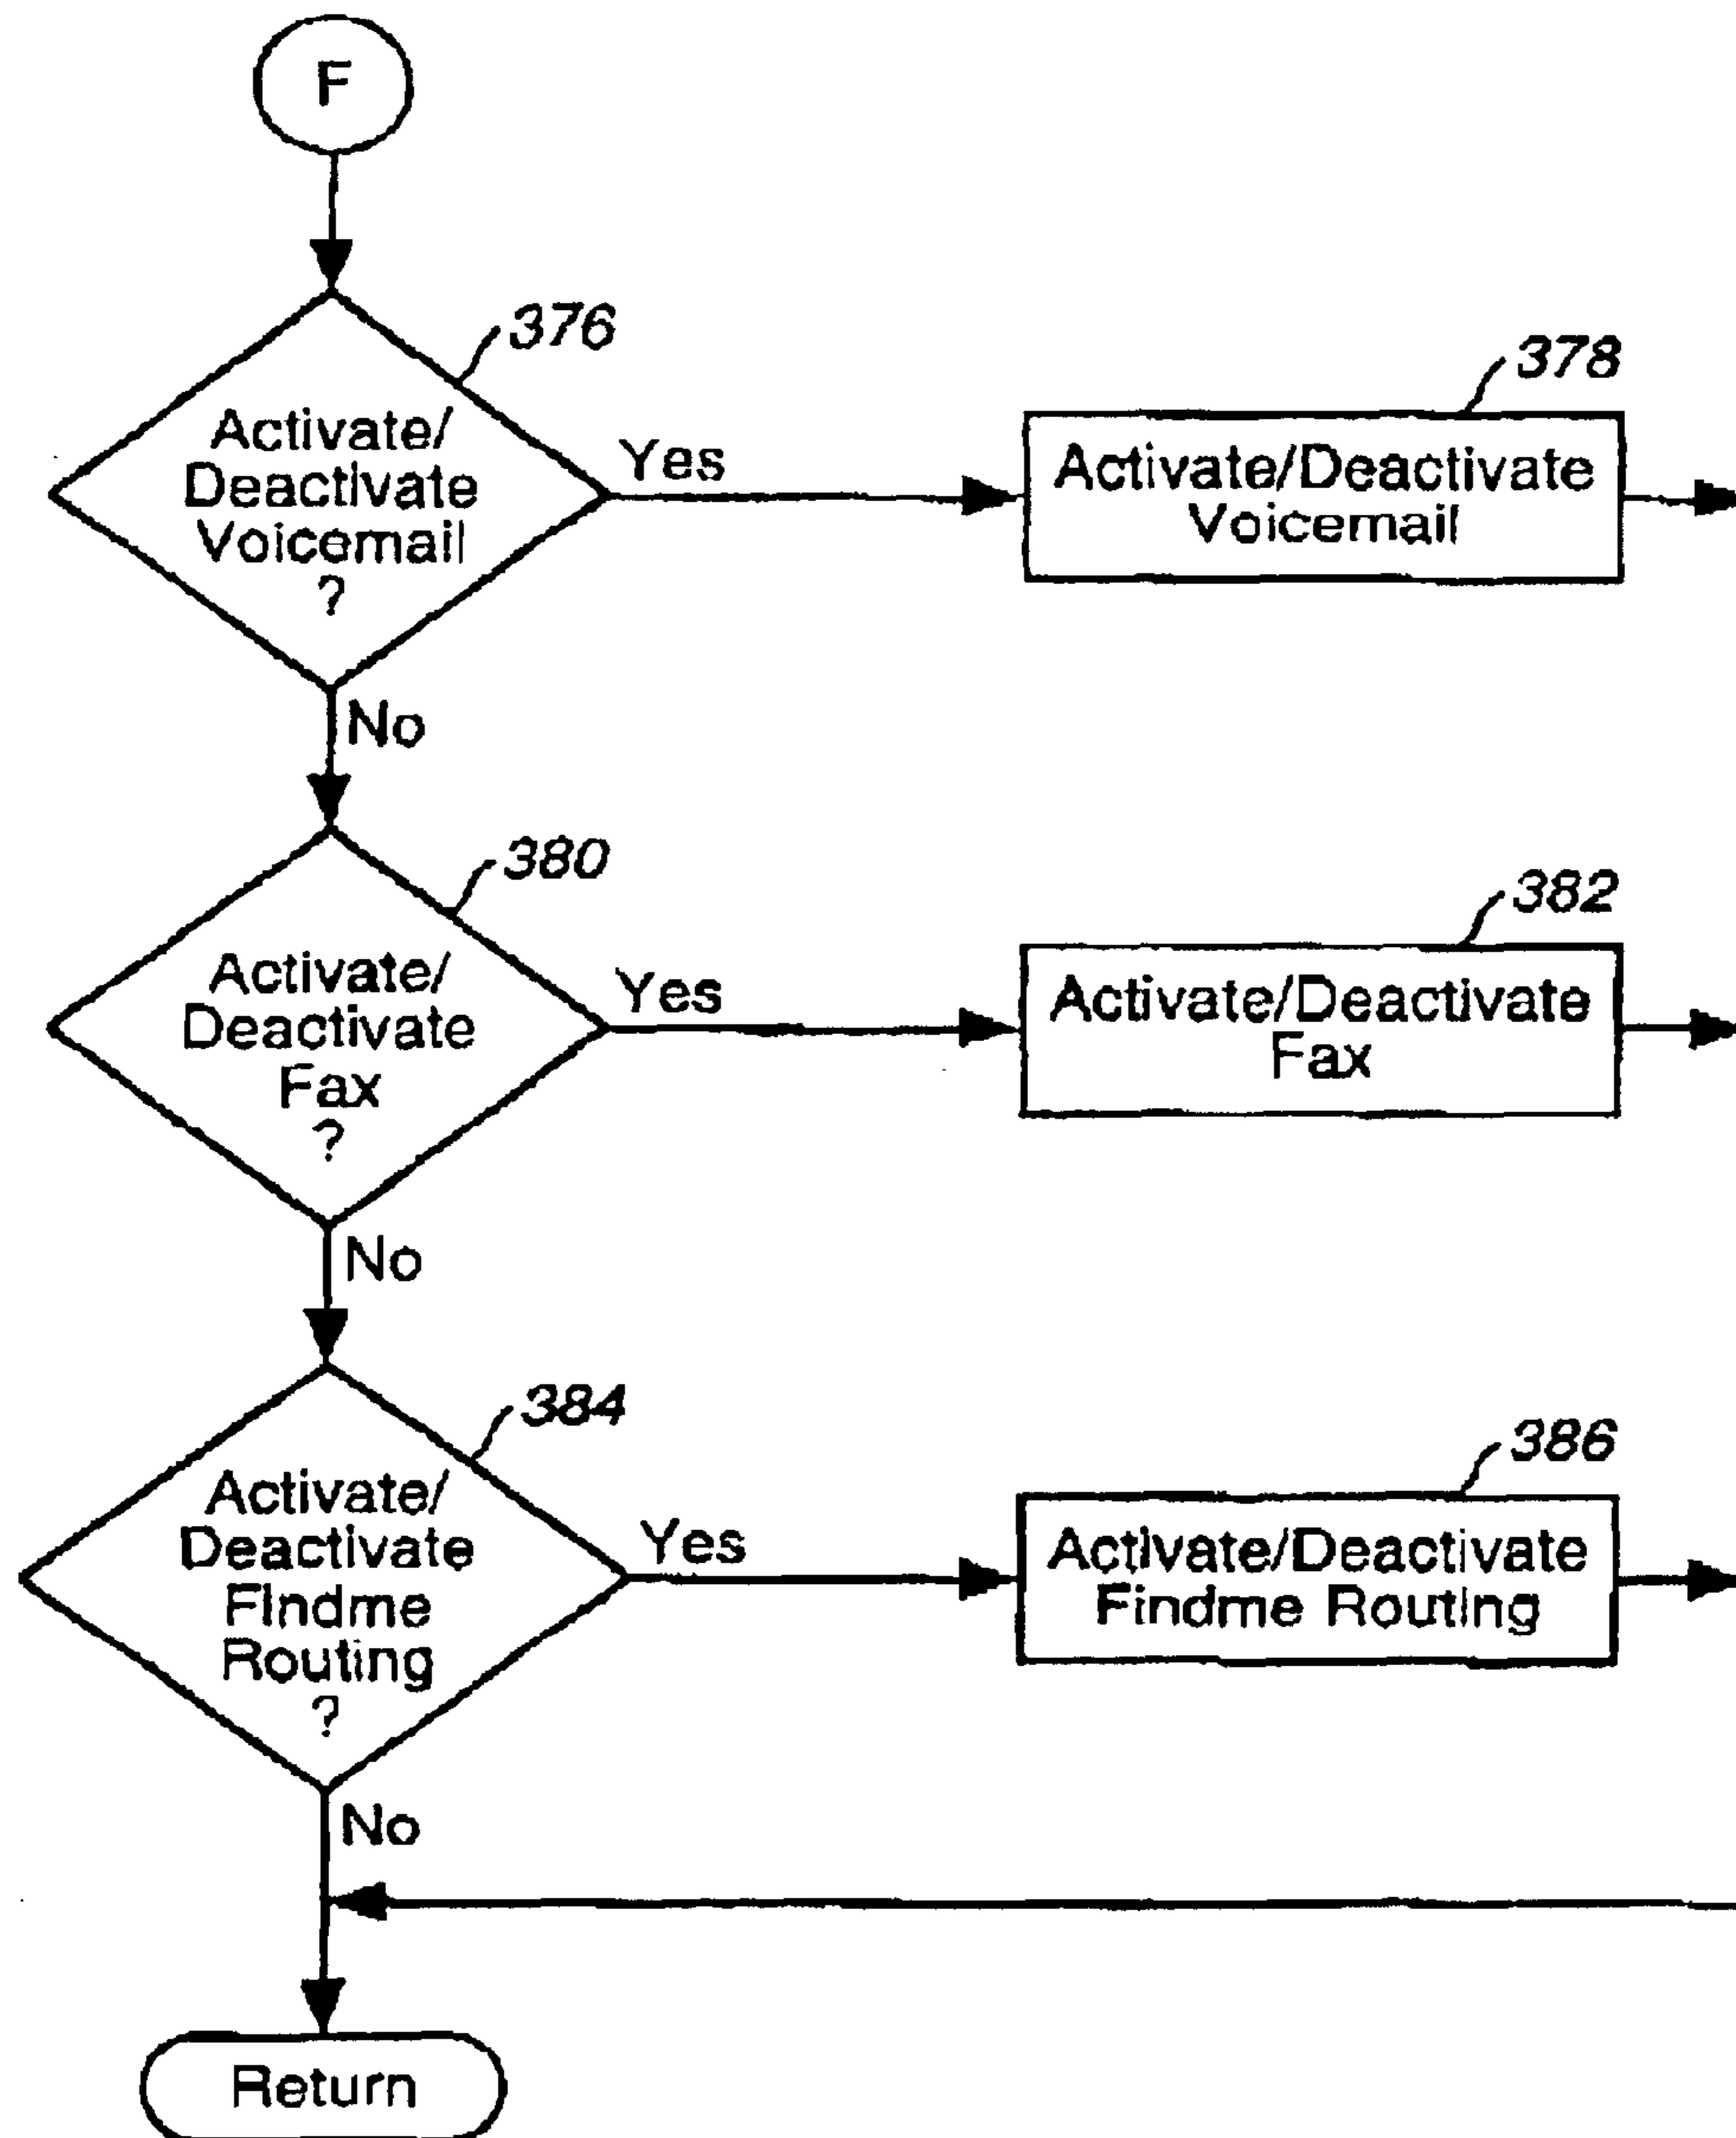 F
376
Activate/
Deactivate
Voicemail
?
Yes
378
Activate/Deactivate
Voicemail
No
380
Activate/
Deactivate
Fax
?
Yes
382
Activate/Deactivate
Fax
No
384
Activate/
Deactivate
Findme
Routing
?
Yes
386
Activate/Deactivate
Findme Routing
No
Return